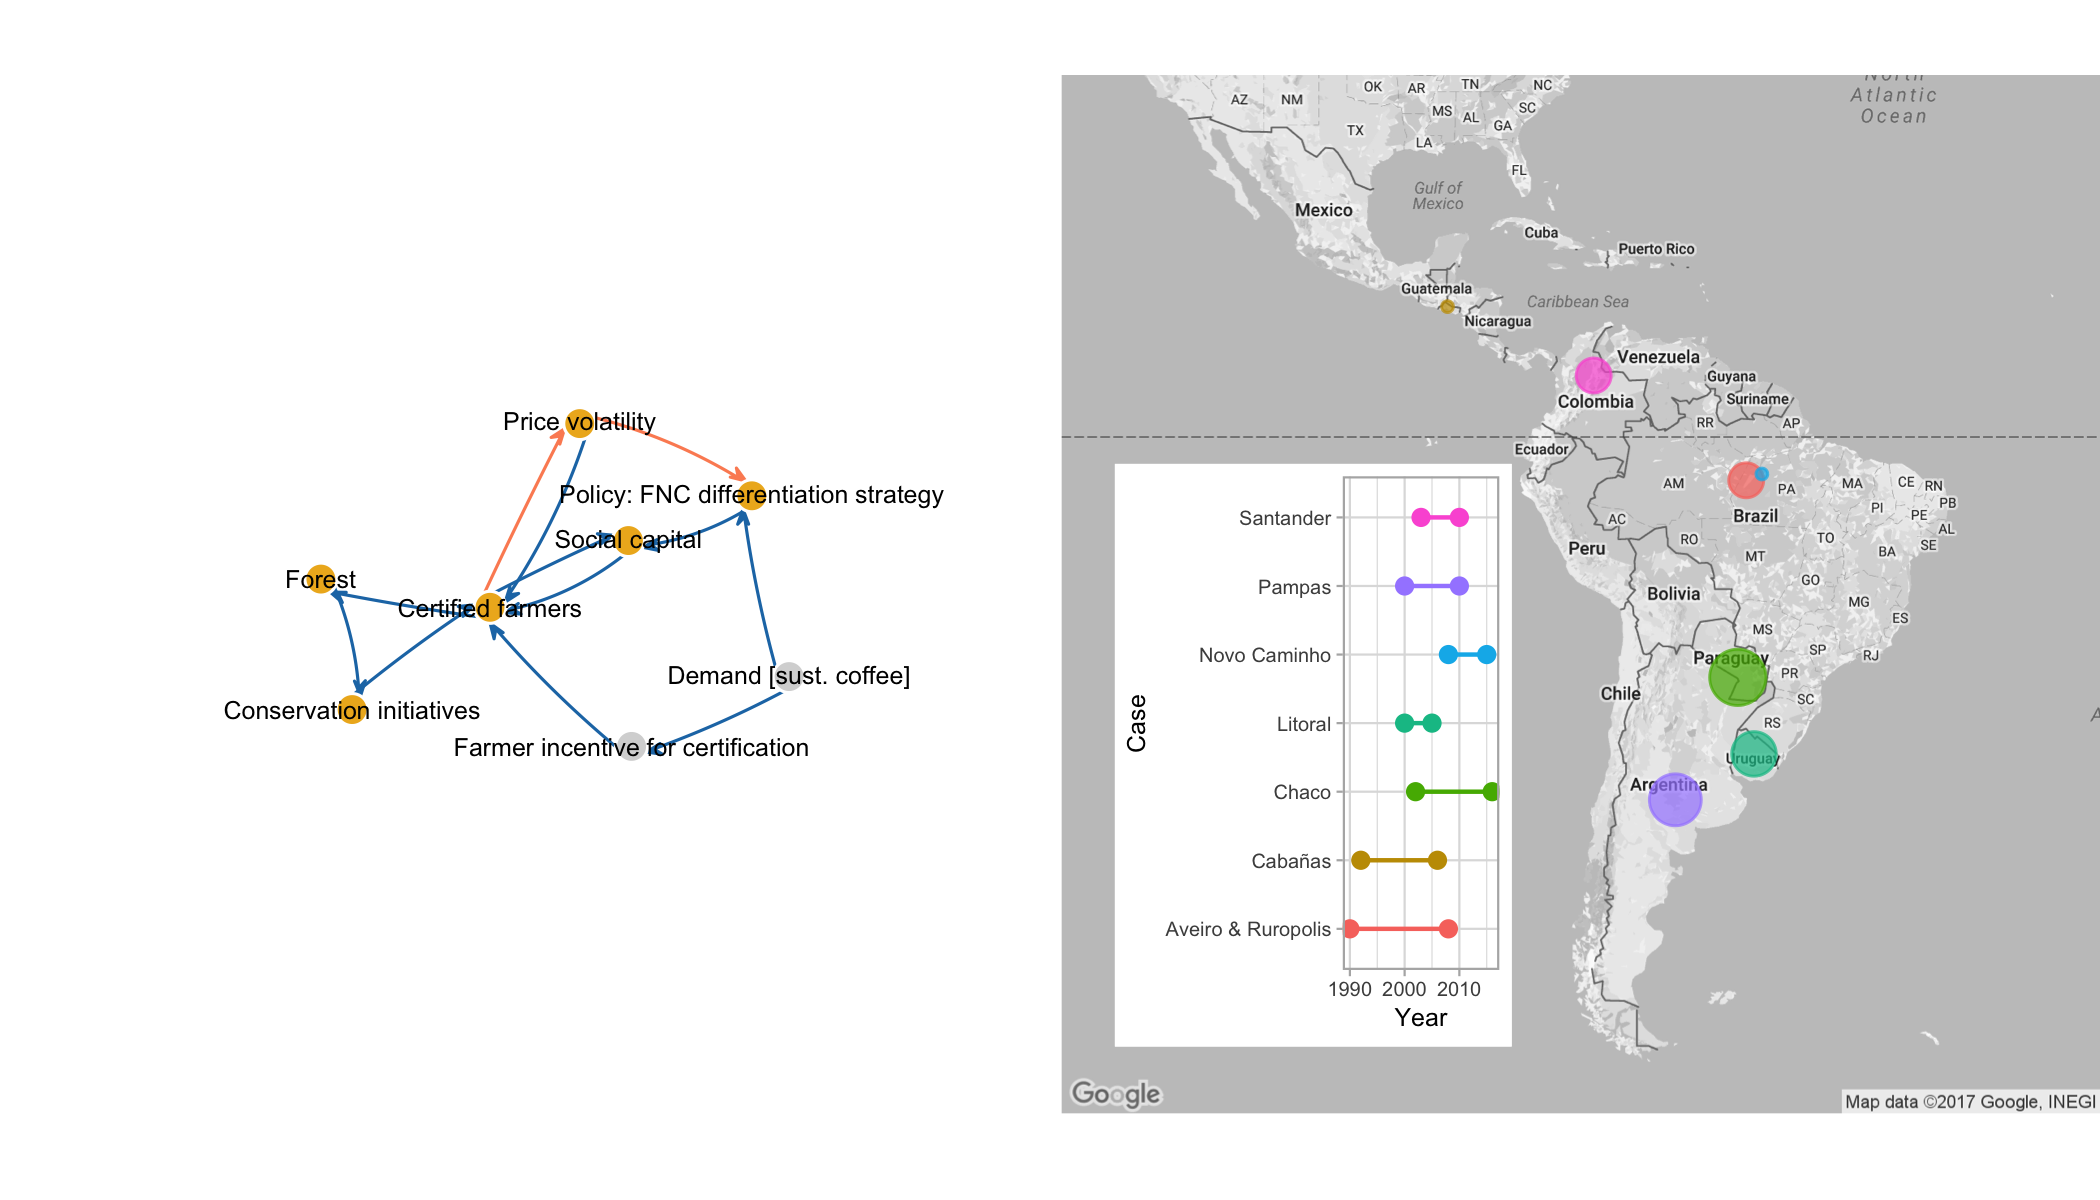 Price volatility
Policy: FNC differentiation strategy
Social capital
Forest
Certified farmers
Demand [sust. coffee]
Conservation initiatives
Farmer incentive for certification
North
Atlantic
Ocean
AZ
NM
OK
AR
TN
NC
MS
AL
SC
GA
TX
LA
FL
Gulf of
Mexico
Mexico
Cuba
Puerto Rico
Guatemala
Caribbean Sea
Nicaragua
Venezuela
Guyana
Colombia
Suriname
RR
AP
Ecuador
AM
PA
MA
CE
RN
PB
PI
PE
AL
Brazil
AC
RO
TO
SE
BA
Peru
MT
GO
Bolivia
MG
ES
MS
SP
RJ
Paraguay
PR
Chile
SC
RS
Uruguay
Argentina
A
Case
Santander
Pampas
Novo Caminho
Litoral
Chaco
Cabañas
Aveiro & Ruropolis
1990 2000 2010
Year
Google
Map data ©2017 Google, INEGI